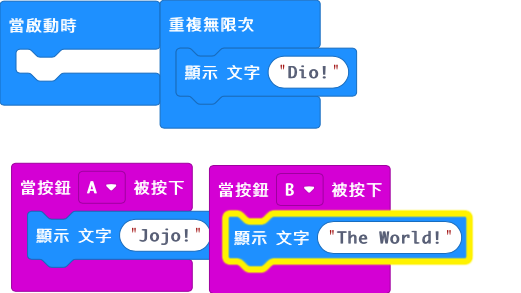 當啟動時
重複無限次
顯示 文字 "Dio!"
當按鈕 A 被按下
顯示 文字 "Jojo!"
當按鈕 B 被按下
顯示 文字 "The World!"